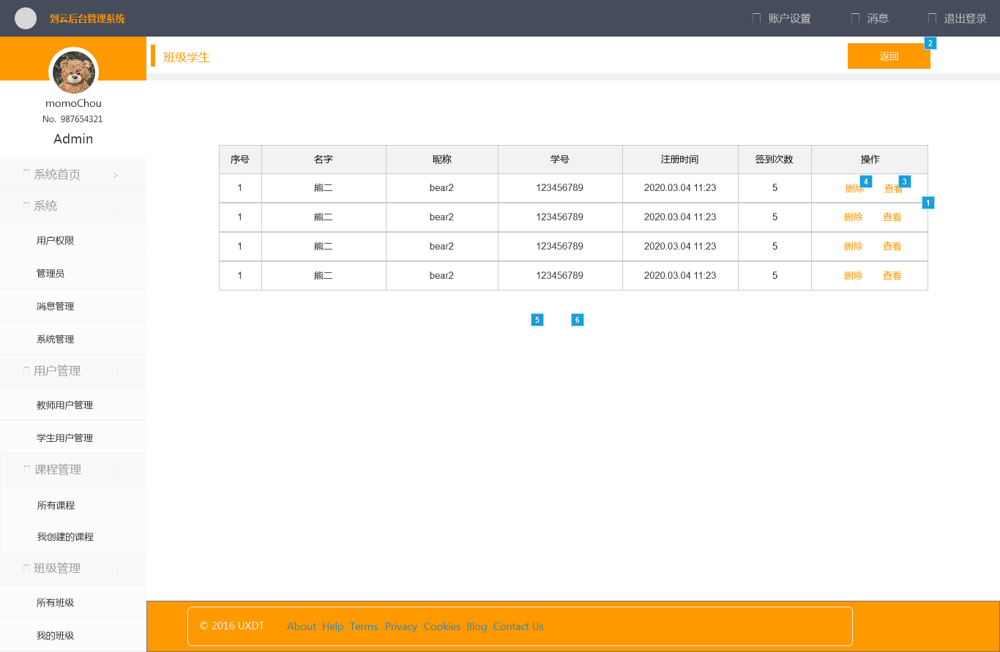 到云后台管理系统 账户设置 消息 退出登录
班级学生 返回 2
momoChou
No. 987654321
Admin
系统首页 >
系统
用户权限
管理员
消息管理
系统管理
用户管理
教师用户管理
学生用户管理
课程管理
所有课程
我创建的课程
班级管理
所有班级
我的班级
序号 名字 昵称 学号 注册时间 签到次数 操作
1 熊二 bear2 123456789 2020.03.04 11:23 5 删除 4 查看 3
1
1 熊二 bear2 123456789 2020.03.04 11:23 5 删除 查看
1 熊二 bear2 123456789 2020.03.04 11:23 5 删除 查看
1 熊二 bear2 123456789 2020.03.04 11:23 5 删除 查看
5 6
© 2016 UXDT About Help Terms Privacy Cookies Blog Contact Us